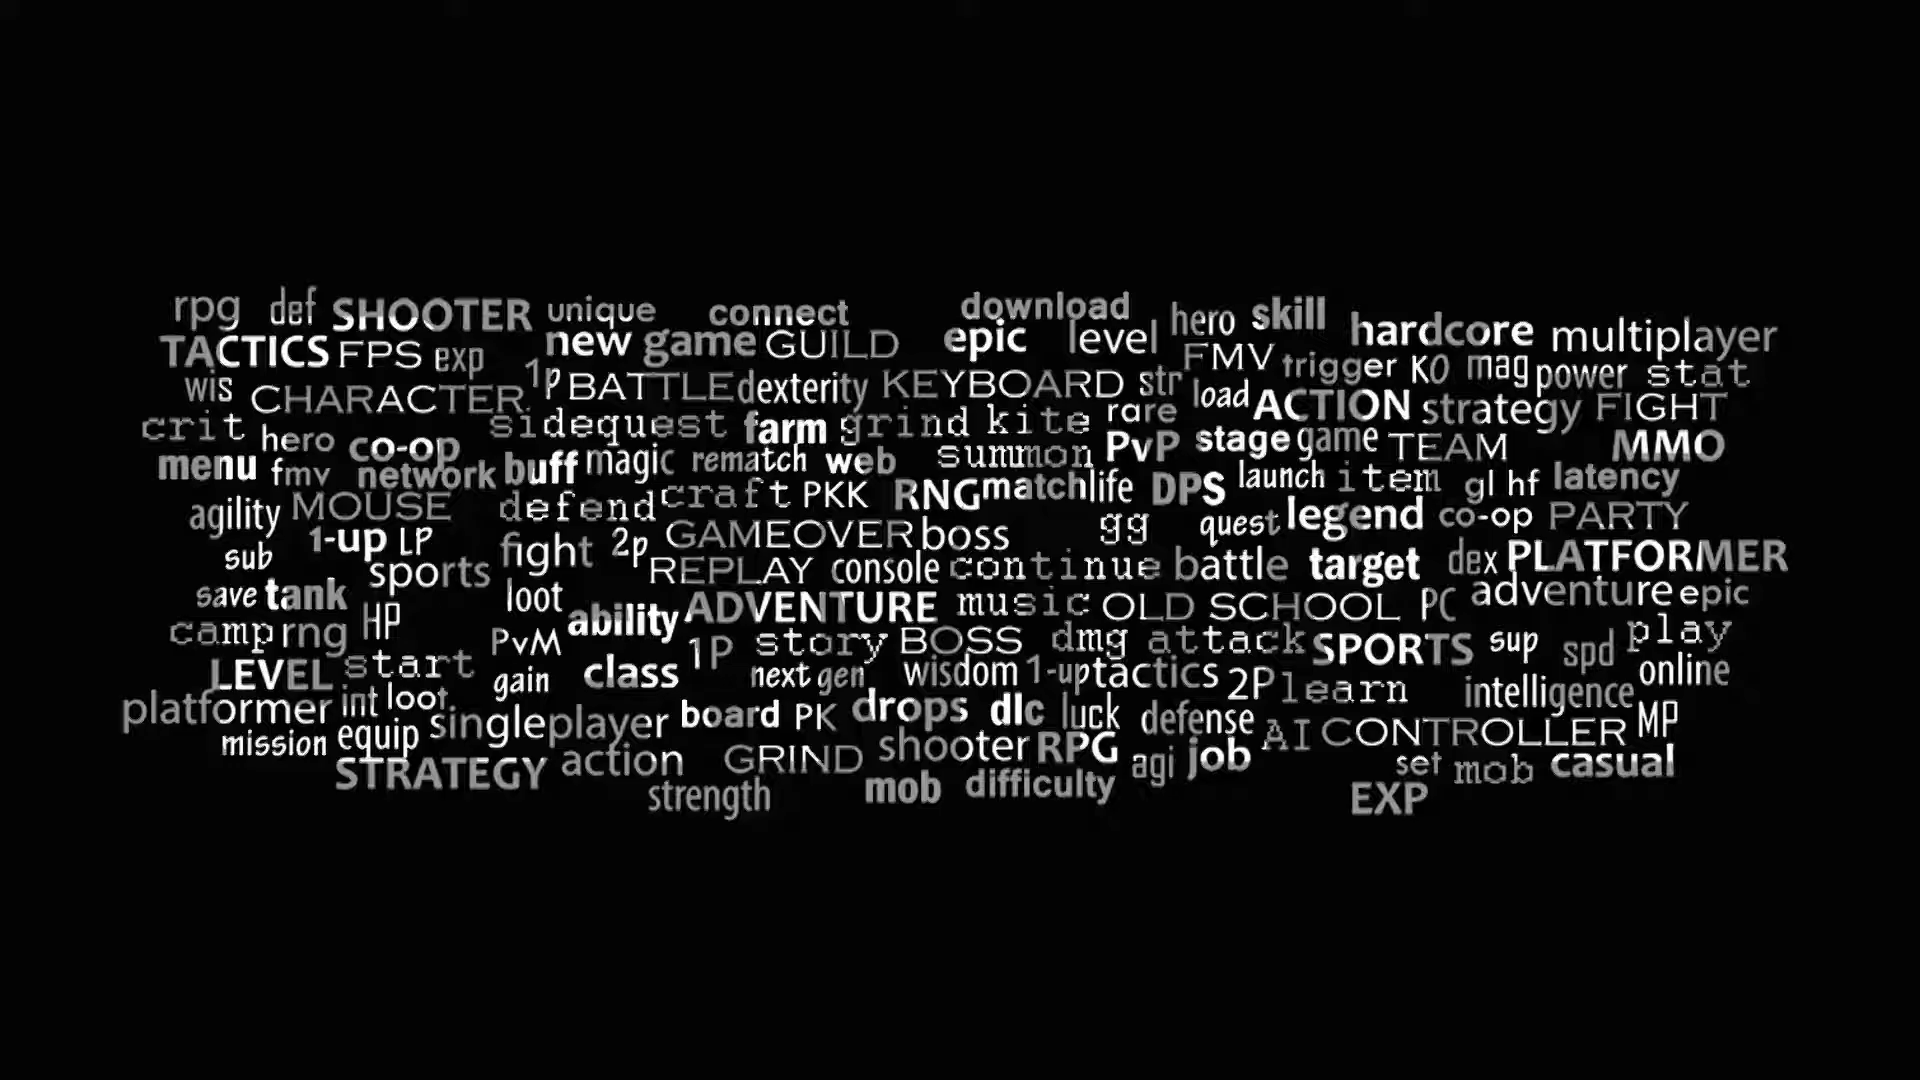 rpg def SHOOTER unique connect download hero skill hardcore multiplayer
TACTICS FPS exp new game GUILD epic level FMV trigger KO mag power stat
wis CHARACTER 1p BATTLE dexterity KEYBOARD str load ACTION strategy FIGHT
crit hero co-op sidequest farm grind kite rare PvP stage game TEAM MMO
menu fmv network buff magic rematch web summon matchlife DPS launch item gl hf latency
agility MOUSE defend craft PKK RNG gg quest legend co-op PARTY
sub 1-up LP fight 2p GAMEOVER boss
sports REPLAY console continue battle target dex PLATFORMER
save tank HP loot ability ADVENTURE music OLD SCHOOL PC adventure epic
camp rng PvM 1P story BOSS dmg attack SPORTS sup spd play
LEVEL start gain class next gen wisdom 1-up tactics 2P learn intelligence online
platformer int loot singleplayer board PK drops dlc luck defense AI CONTROLLER MP
mission equip STRATEGY action GRIND shooter RPG agi job set mob casual
strength mob difficulty EXP